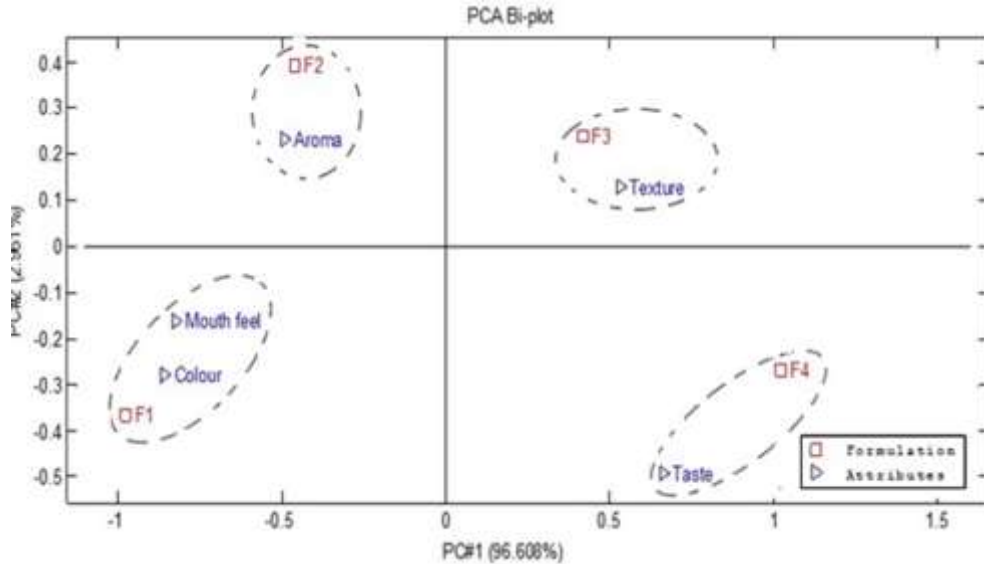 PCA Bi-plot
0.4
0.3
0.2
0.1
0
-0.1
-0.2
-0.3
-0.4
-0.5
F2
Aroma
F3
Texture
Mouth feel
Colour
F1
F4
Taste
Formulation
Attributes
-1
-0.5
0
0.5
1
1.5
PC#1 (96.608%)